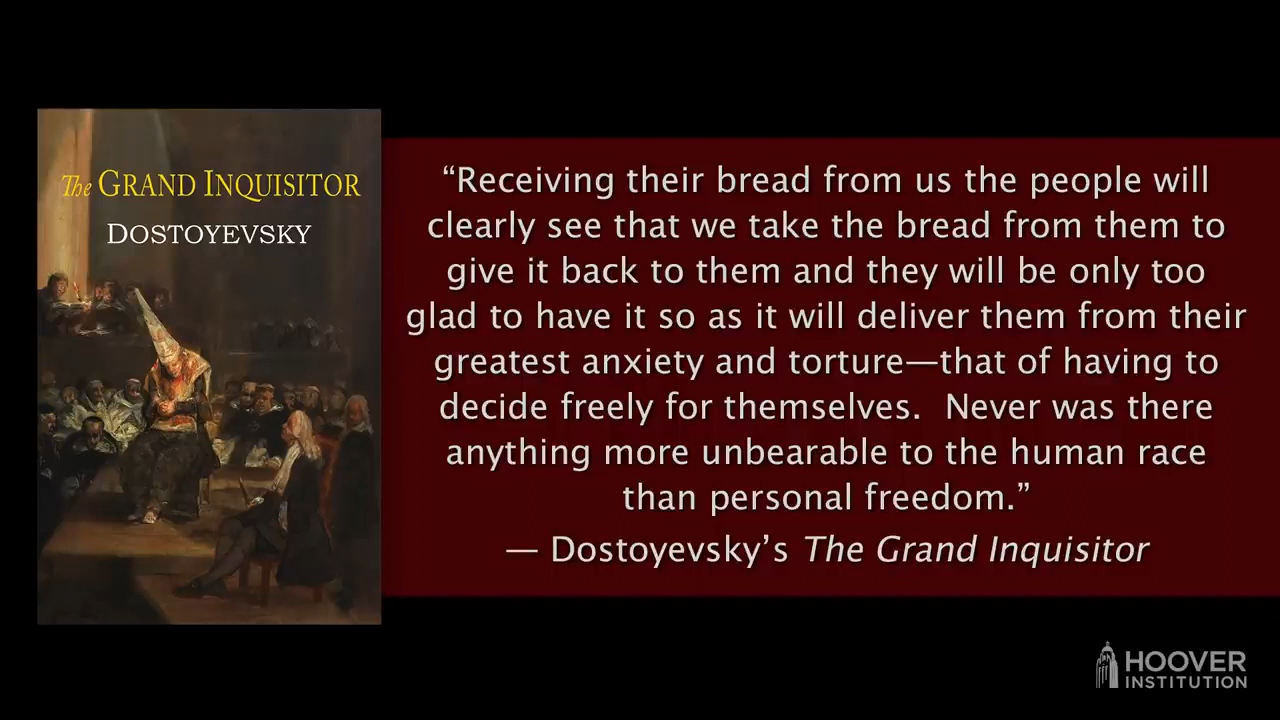 The GRAND INQUISITOR
DOSTOYEVSKY
“Receiving their bread from us the people will
clearly see that we take the bread from them to
give it back to them and they will be only too
glad to have it so as it will deliver them from their
greatest anxiety and torture—that of having to
decide freely for themselves.  Never was there
anything more unbearable to the human race
than personal freedom.”
— Dostoyevsky’s The Grand Inquisitor
HOOVER
INSTITUTION